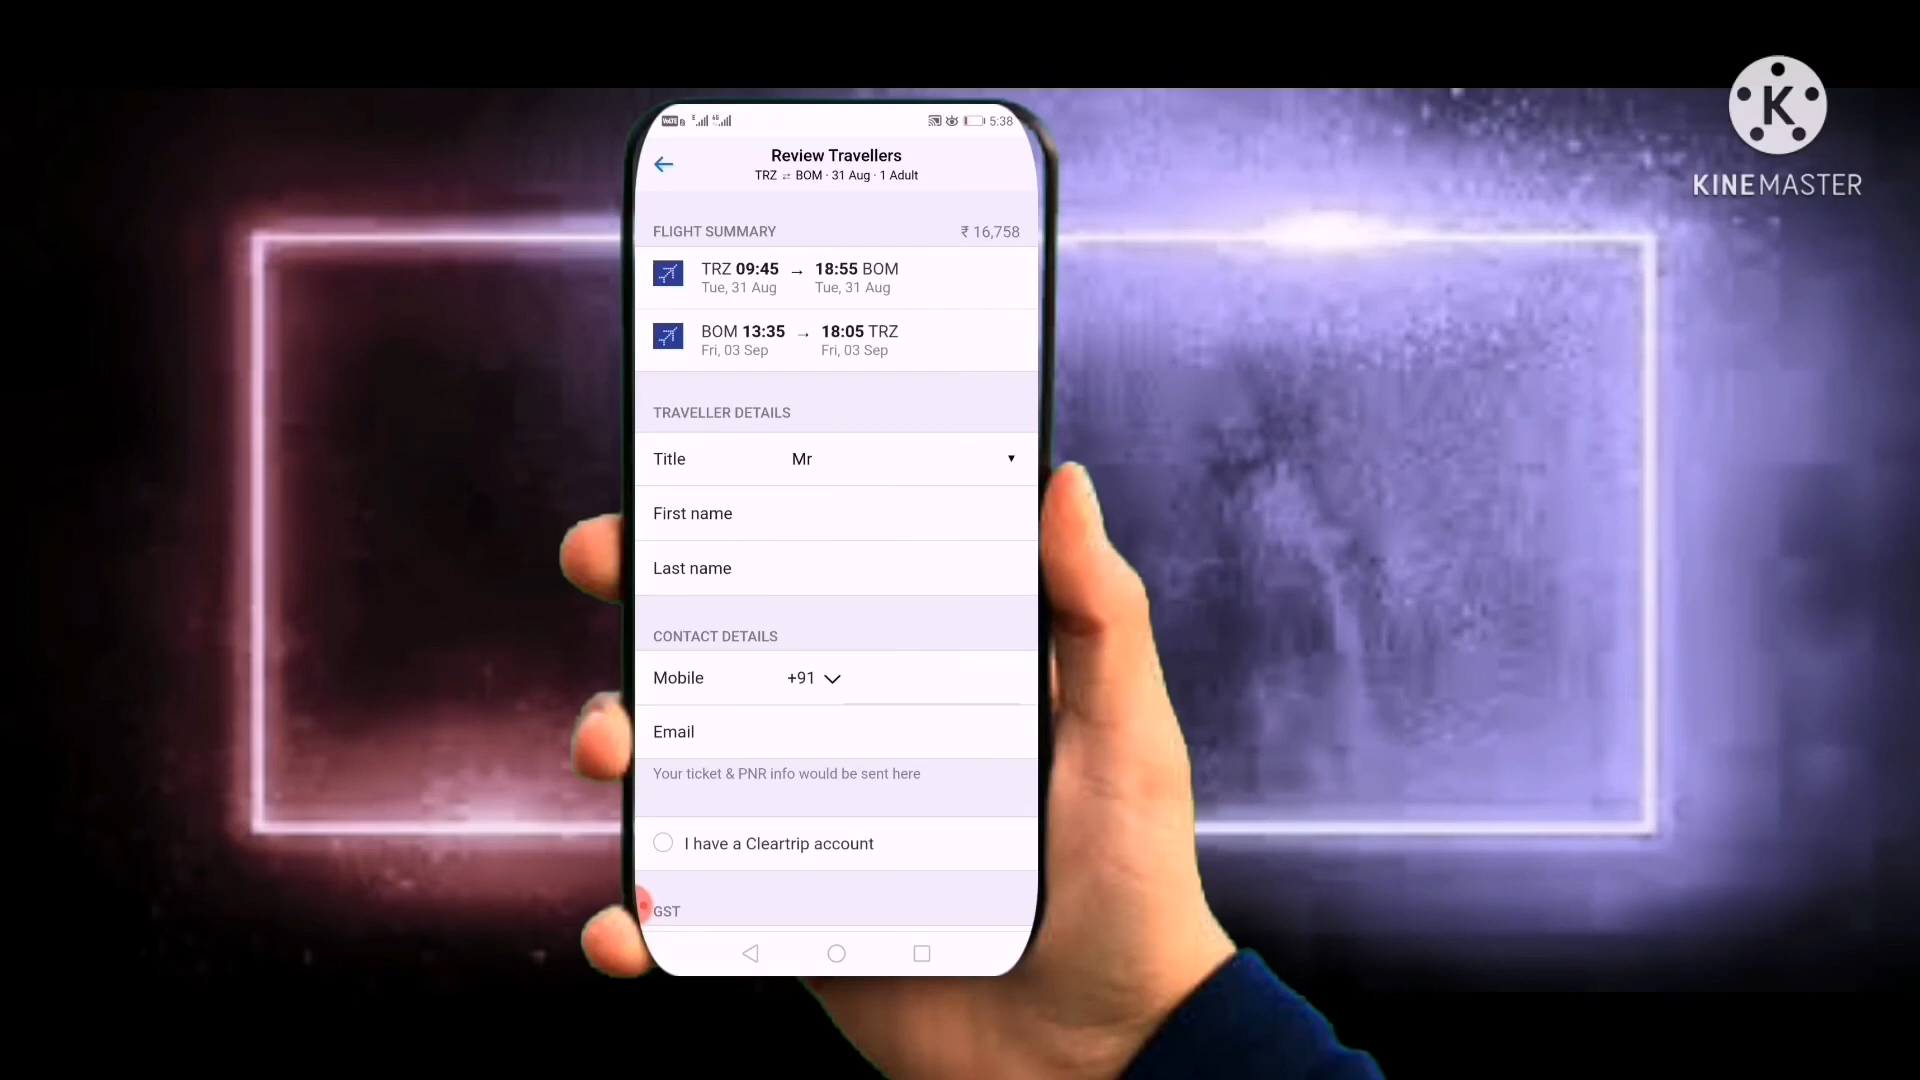 5:38
Review Travellers
TRZ ⇌ BOM · 31 Aug · 1 Adult
FLIGHT SUMMARY ₹ 16,758
TRZ 09:45 → 18:55 BOM
Tue, 31 Aug Tue, 31 Aug
BOM 13:35 → 18:05 TRZ
Fri, 03 Sep Fri, 03 Sep
TRAVELLER DETAILS
Title Mr
First name
Last name
CONTACT DETAILS
Mobile +91
Email
Your ticket & PNR info would be sent here
I have a Cleartrip account
GST
K
KINEMASTER